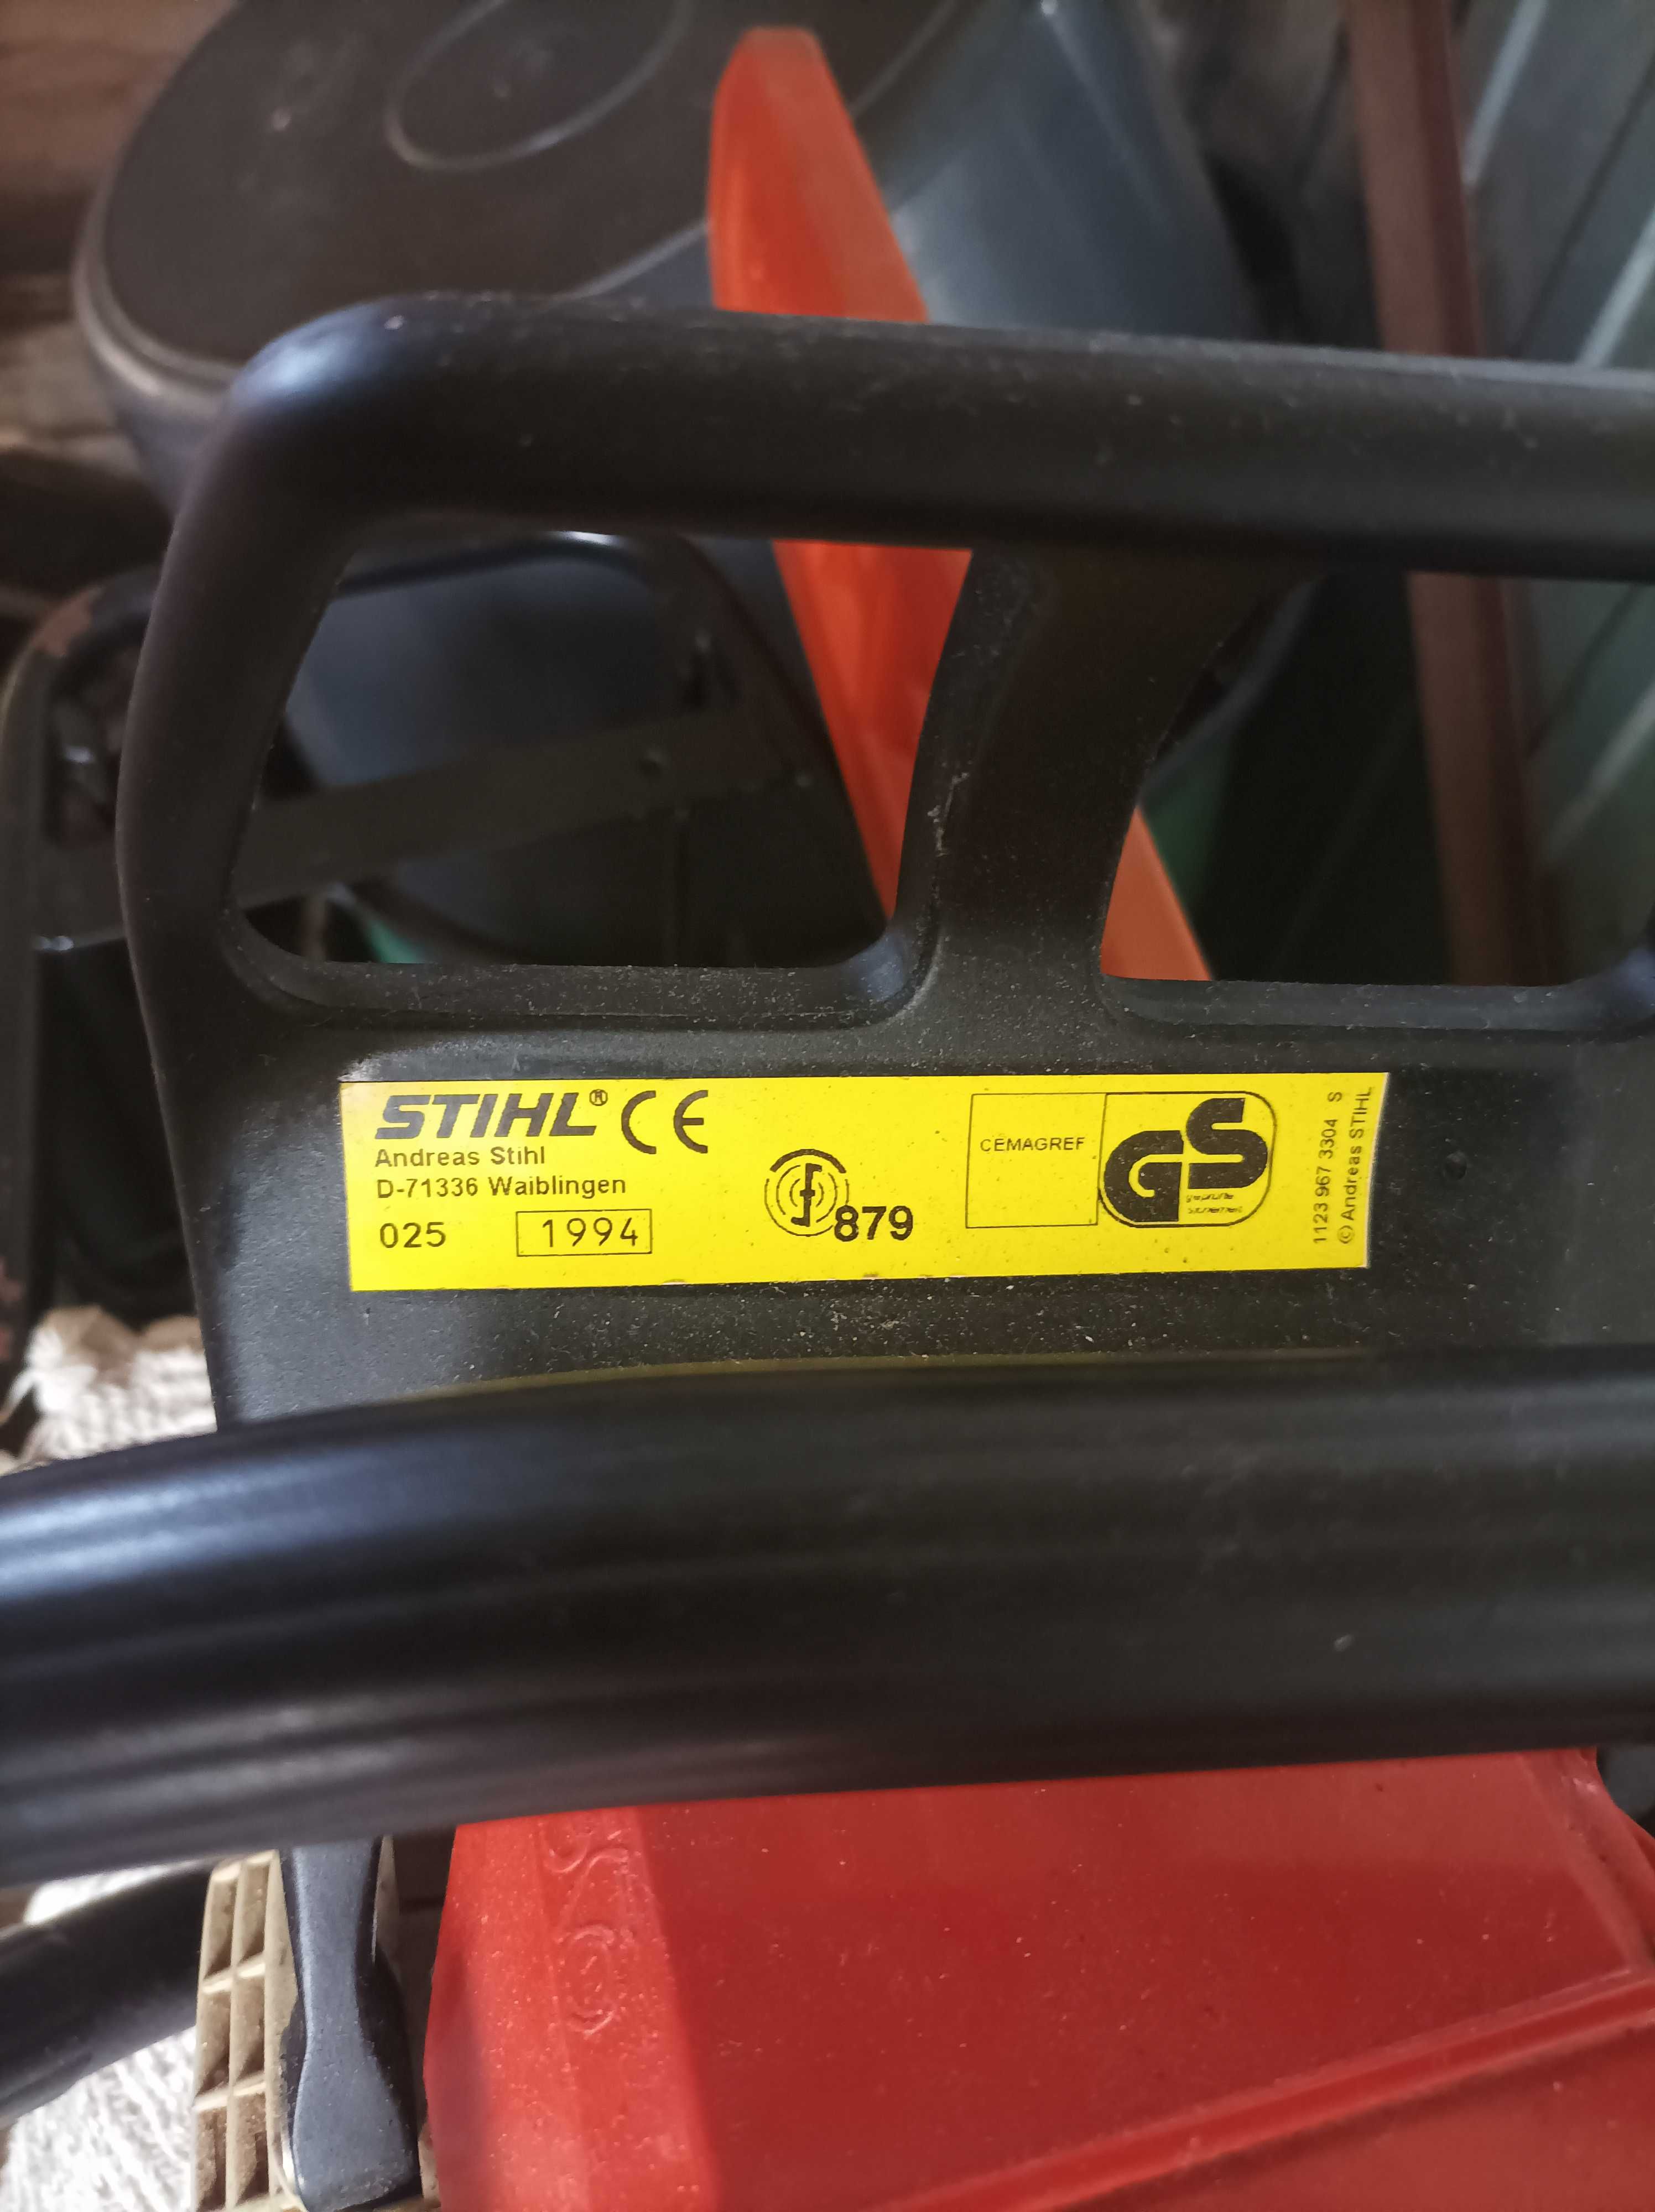 STIHL® CE
Andreas Stihl
D-71336 Waiblingen
025 1994
879
CEMAGREF
GS
1123 967 3304 S
© Andreas STIHL